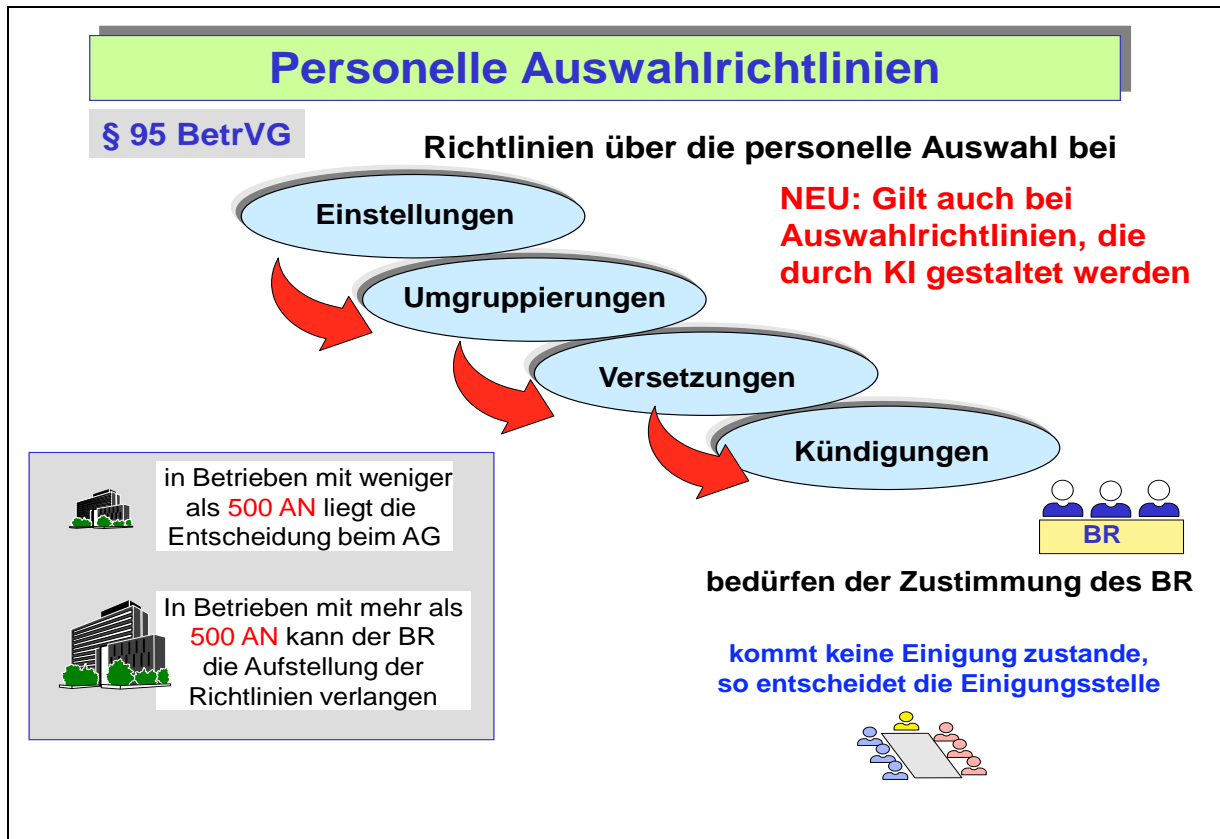 Personelle Auswahlrichtlinien
§ 95 BetrVG
Richtlinien über die personelle Auswahl bei
Einstellungen
NEU: Gilt auch bei
Auswahlrichtlinien, die
durch KI gestaltet werden
Umgruppierungen
Versetzungen
Kündigungen
in Betrieben mit weniger
als 500 AN liegt die
Entscheidung beim AG
In Betrieben mit mehr als
500 AN kann der BR
die Aufstellung der
Richtlinien verlangen
BR
bedürfen der Zustimmung des BR
kommt keine Einigung zustande,
so entscheidet die Einigungsstelle